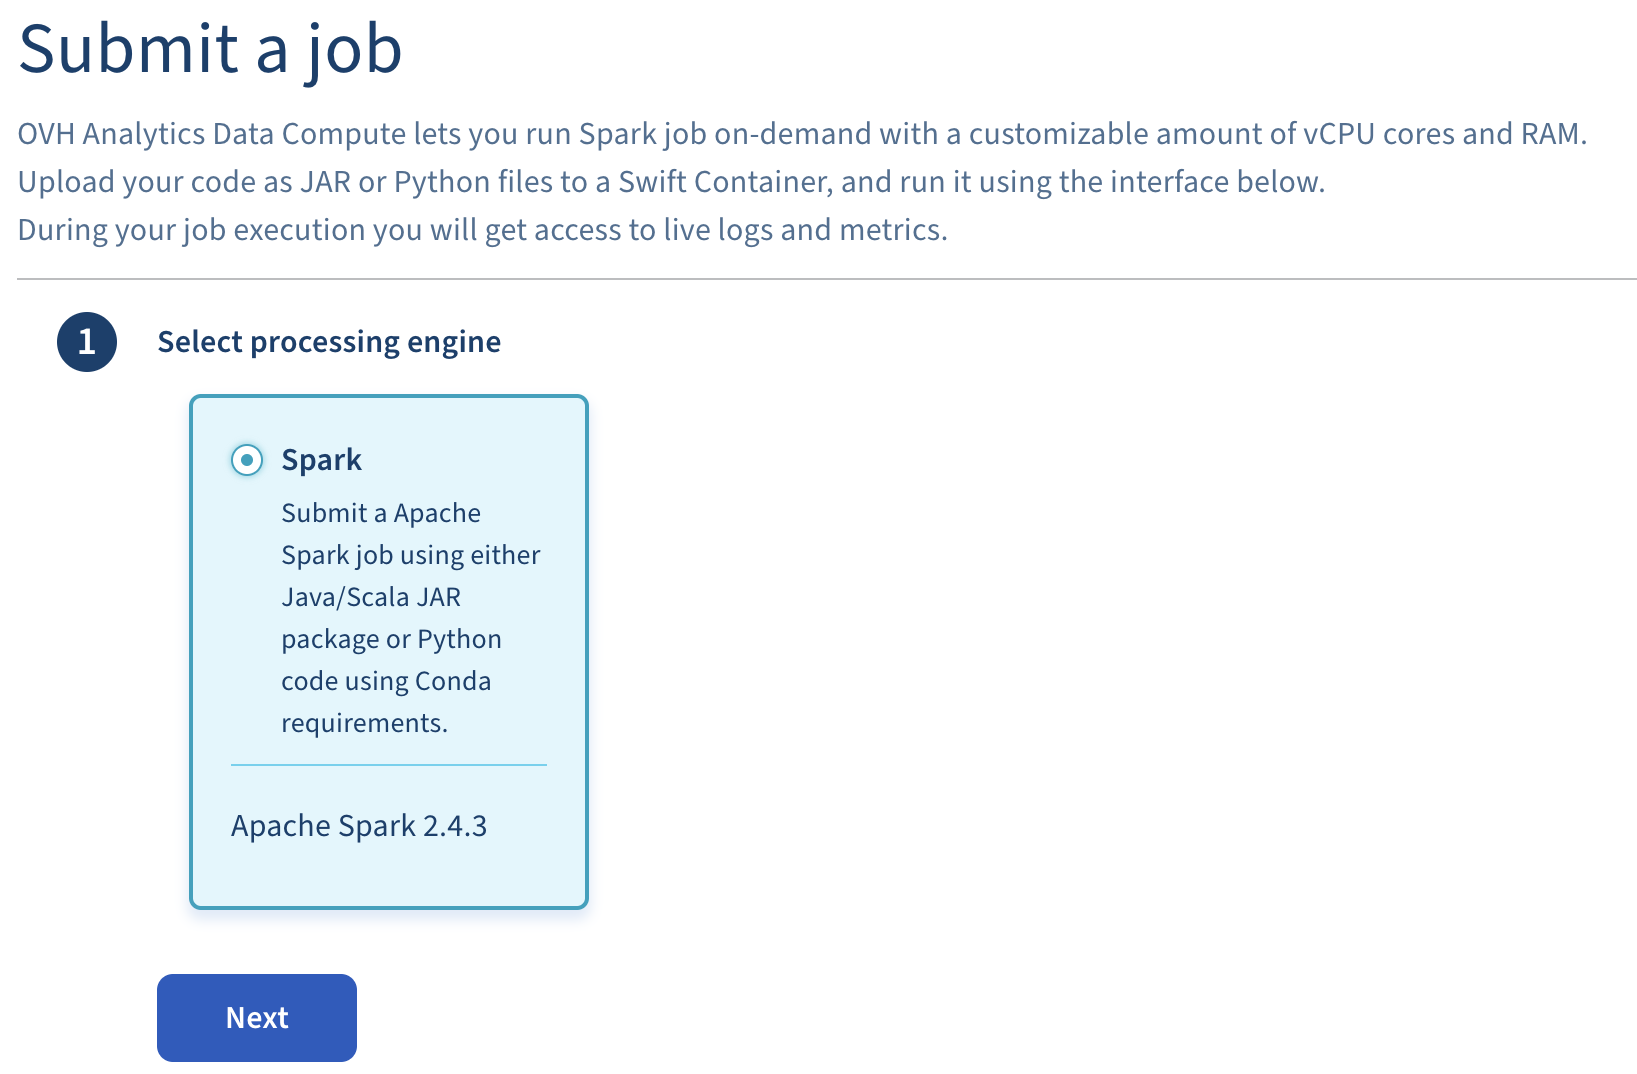 Submit a job
OVH Analytics Data Compute lets you run Spark job on-demand with a customizable amount of vCPU cores and RAM.
Upload your code as JAR or Python files to a Swift Container, and run it using the interface below.
During your job execution you will get access to live logs and metrics.
1 Select processing engine
Spark
Submit a Apache
Spark job using either
Java/Scala JAR
package or Python
code using Conda
requirements.
Apache Spark 2.4.3
Next